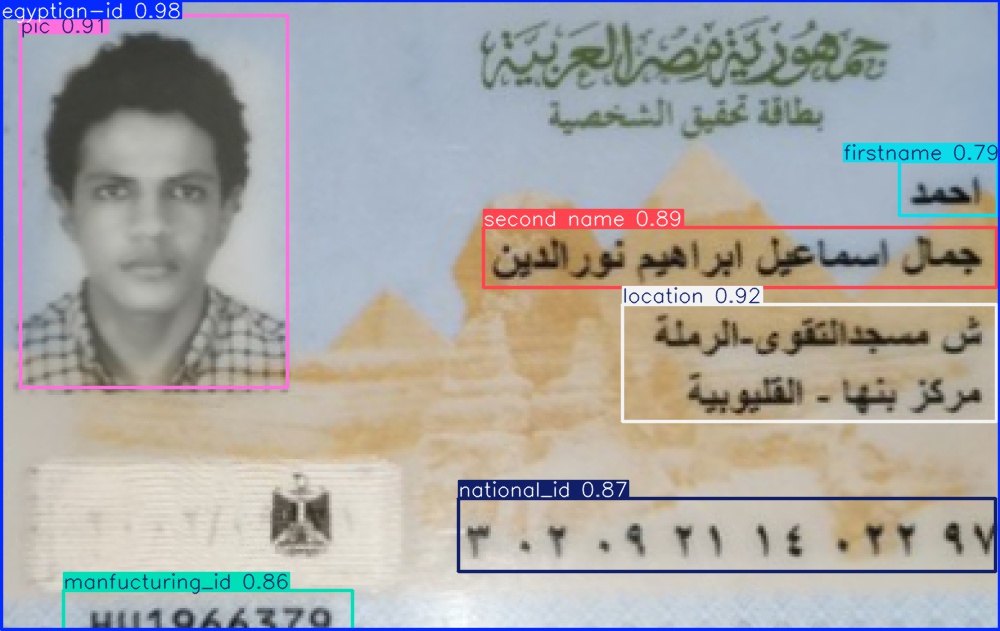 egyptian-id 0.98
pic 0.91
جمهورية مصر العربية
بطاقة تحقيق الشخصية
firstname 0.79
احمد
second name 0.89
جمال اسماعيل ابراهيم نورالدين
location 0.92
ش مسجدالتقوى-الرملة
مركز بنها - القليوبية
national_id 0.87
٣ ٠٢ ٠٩ ٢١ ١٤ ٠٢٢ ٩٧
manfucturing_id 0.86
HU1966379